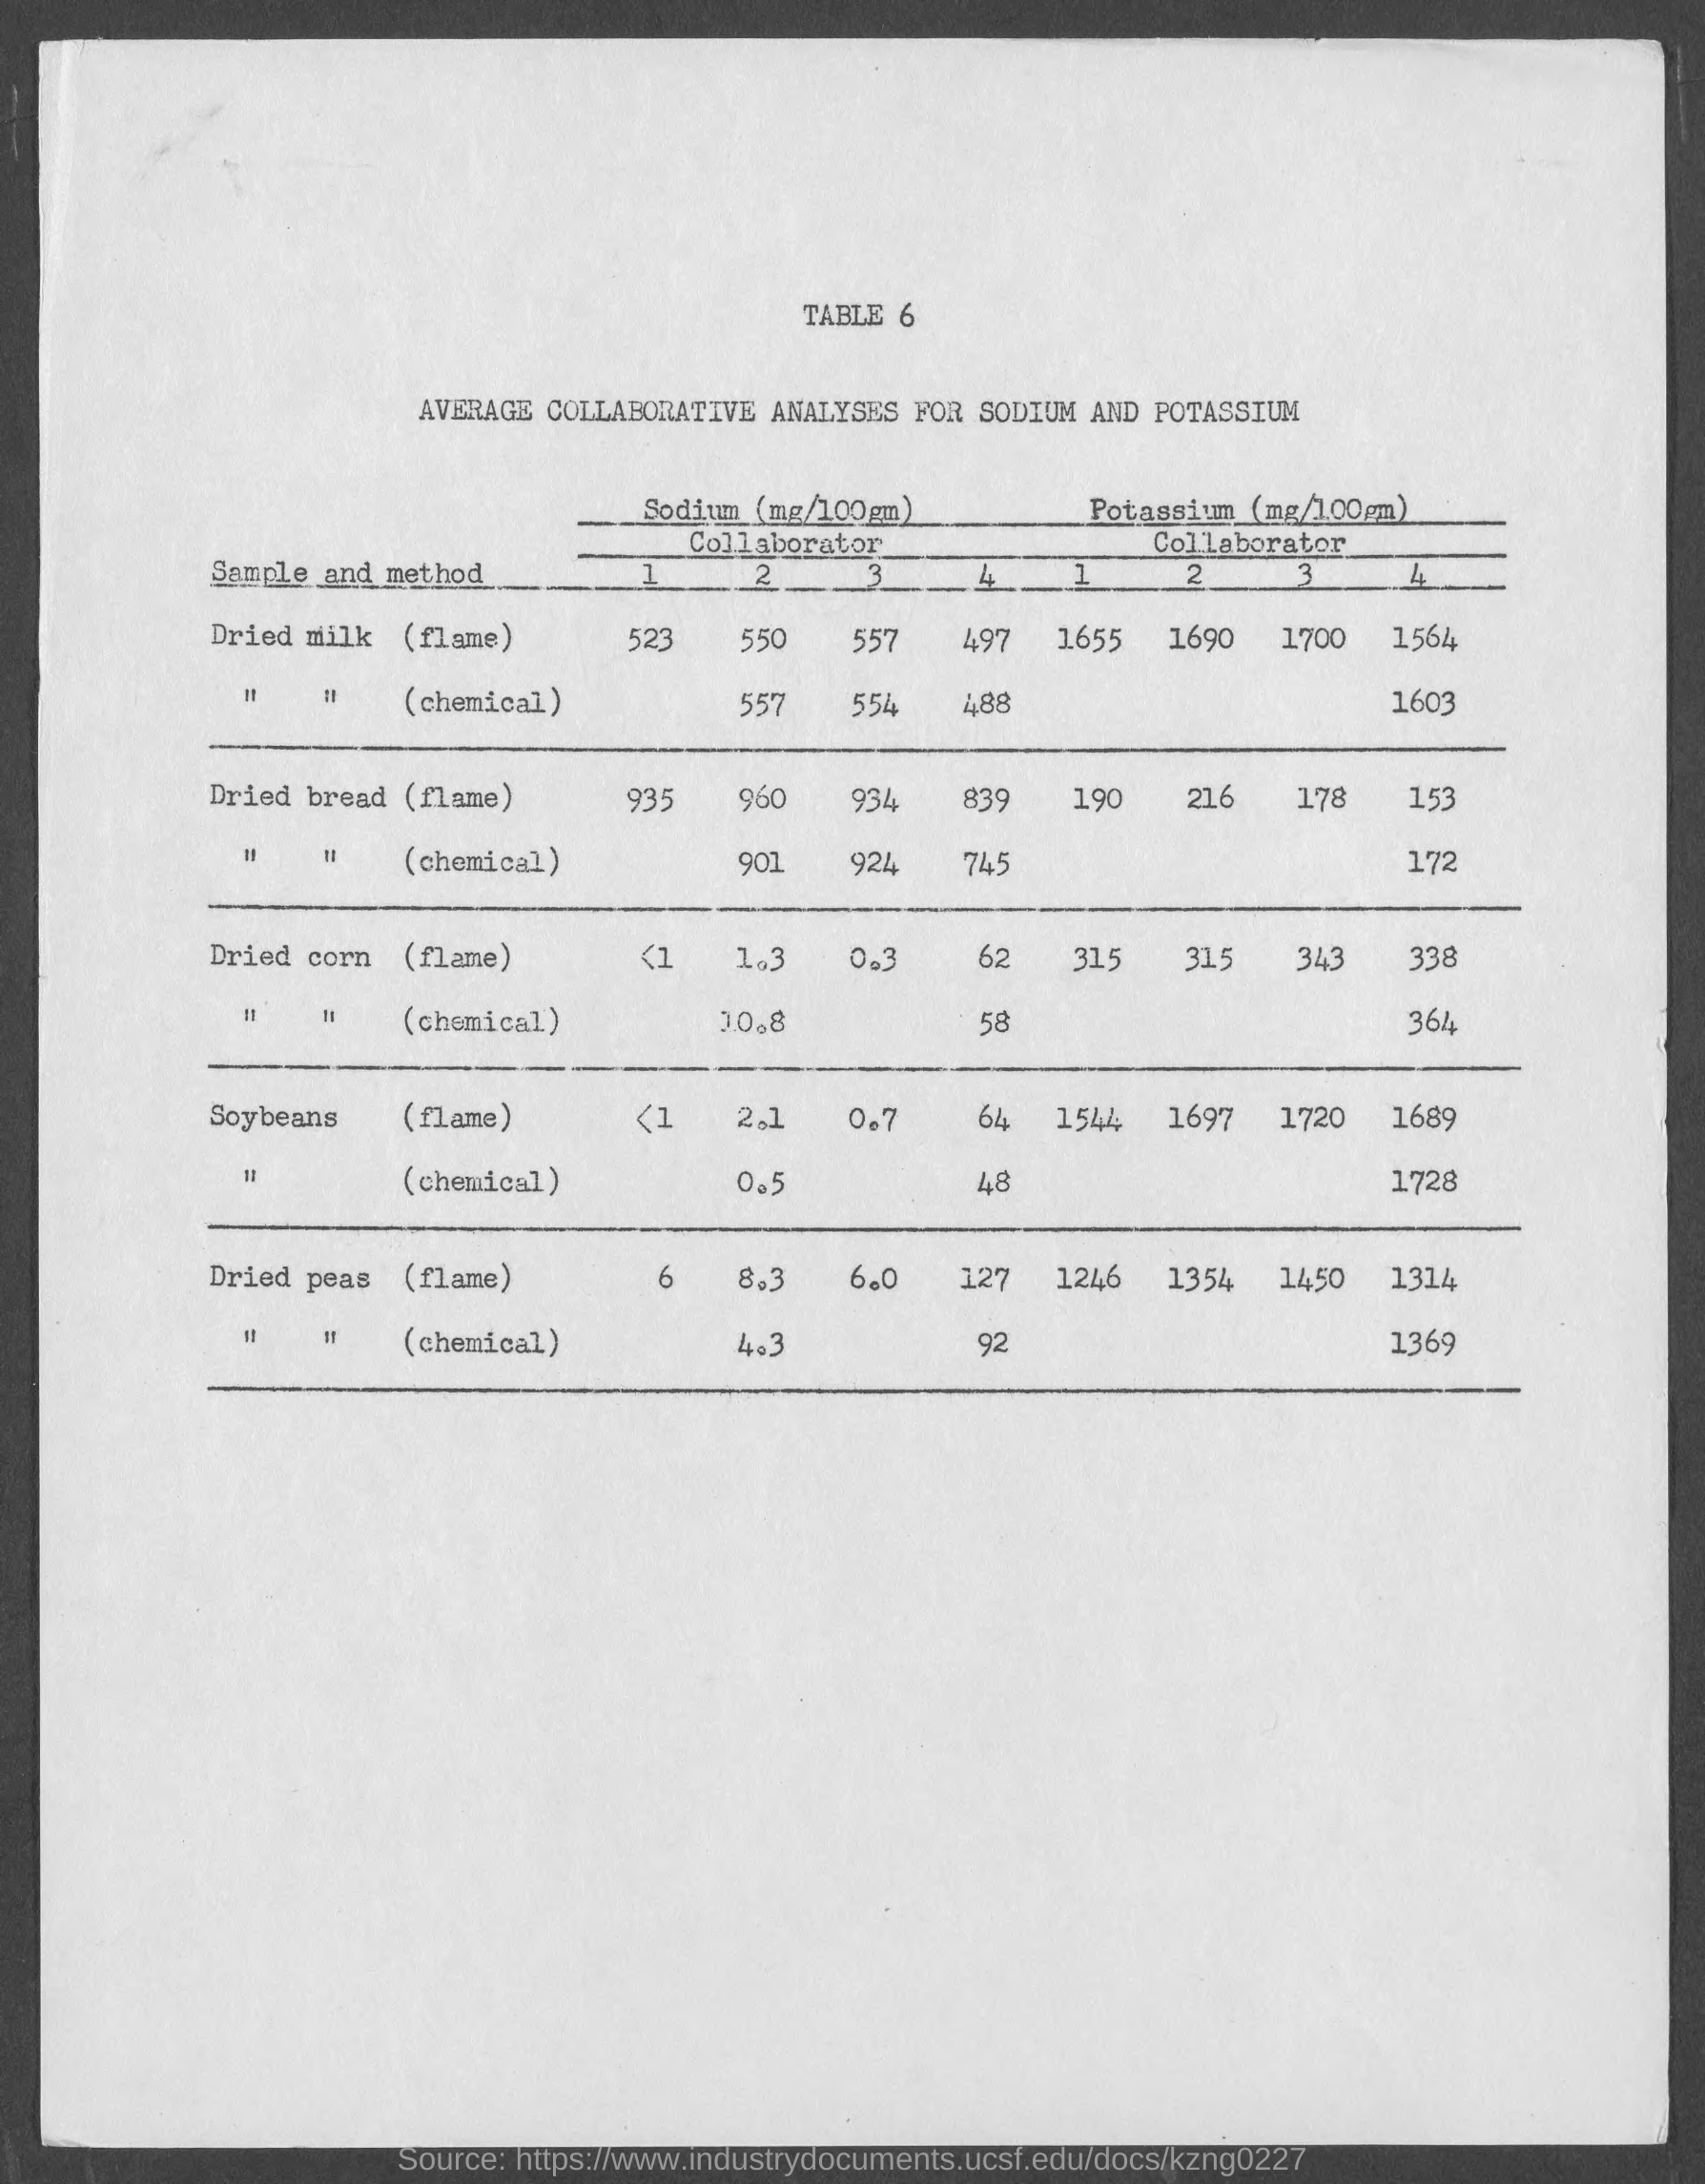 TABLE 6
AVERAGE COLLABORATIVE ANALYSES FOR SODIUM AND POTASSIUM
Sodium (mg/100gm) Potassium (mg/100gm)
Collaborator Collaborator
Sample and method 1 2 3 4 1 2 3 4
Dried milk (flame) 523 550 557 497 1655 1690 1700 1564
" " (chemical) 557 554 488 1603
Dried bread (flame) 935 960 934 839 190 216 178 153
" " (chemical) 901 924 745 172
Dried corn (flame) <1 1.3 0.3 62 315 315 343 338
" " (chemical) 10.8 58 364
Soybeans (flame) <1 2.1 0.7 64 1544 1697 1720 1689
" (chemical) 0.5 48 1728
Dried peas (flame) 6 8.3 6.0 127 1246 1354 1450 1314
" " (chemical) 4.3 92 1369
Source: https://www.industrydocuments.ucsf.edu/docs/kzng0227